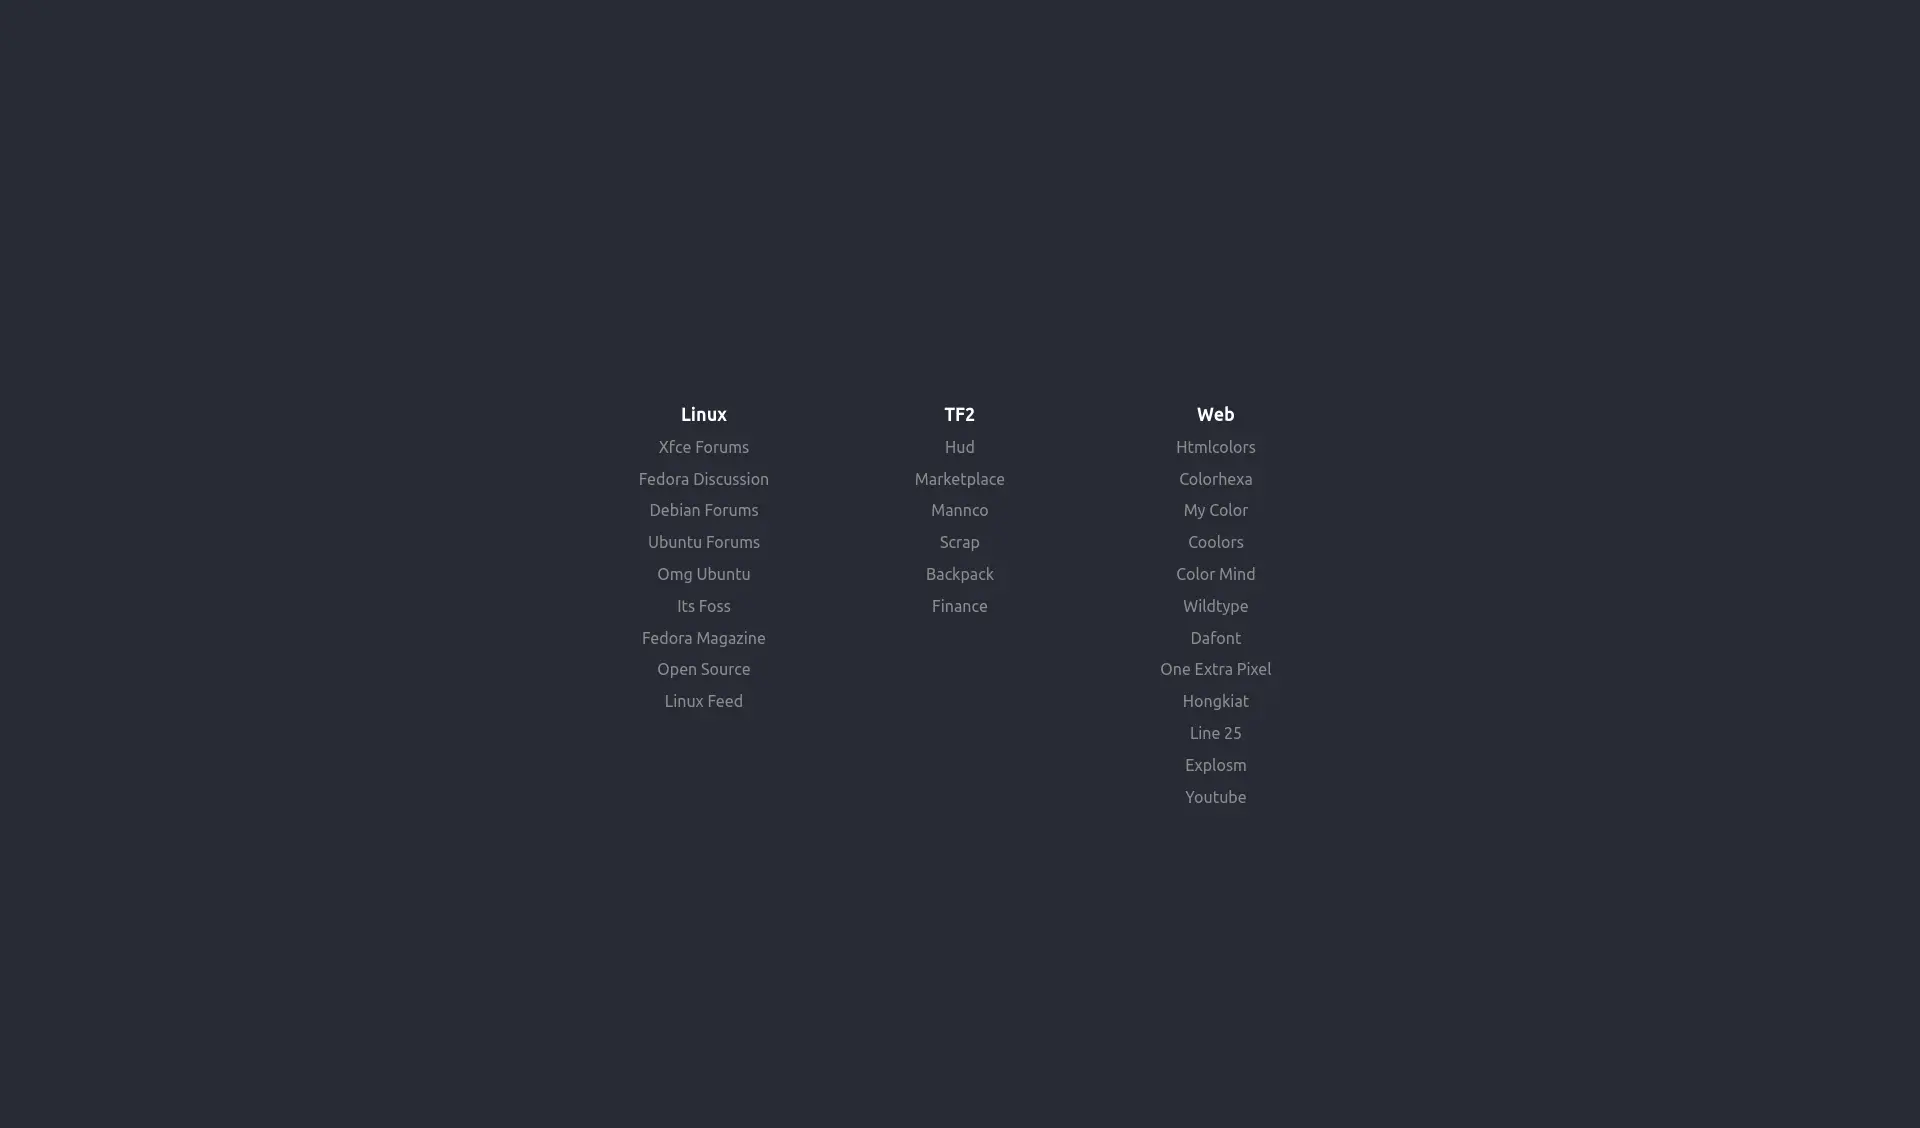 Linux
Xfce Forums
Fedora Discussion
Debian Forums
Ubuntu Forums
Omg Ubuntu
Its Foss
Fedora Magazine
Open Source
Linux Feed
TF2
Hud
Marketplace
Mannco
Scrap
Backpack
Finance
Web
Htmlcolors
Colorhexa
My Color
Coolors
Color Mind
Wildtype
Dafont
One Extra Pixel
Hongkiat
Line 25
Explosm
Youtube